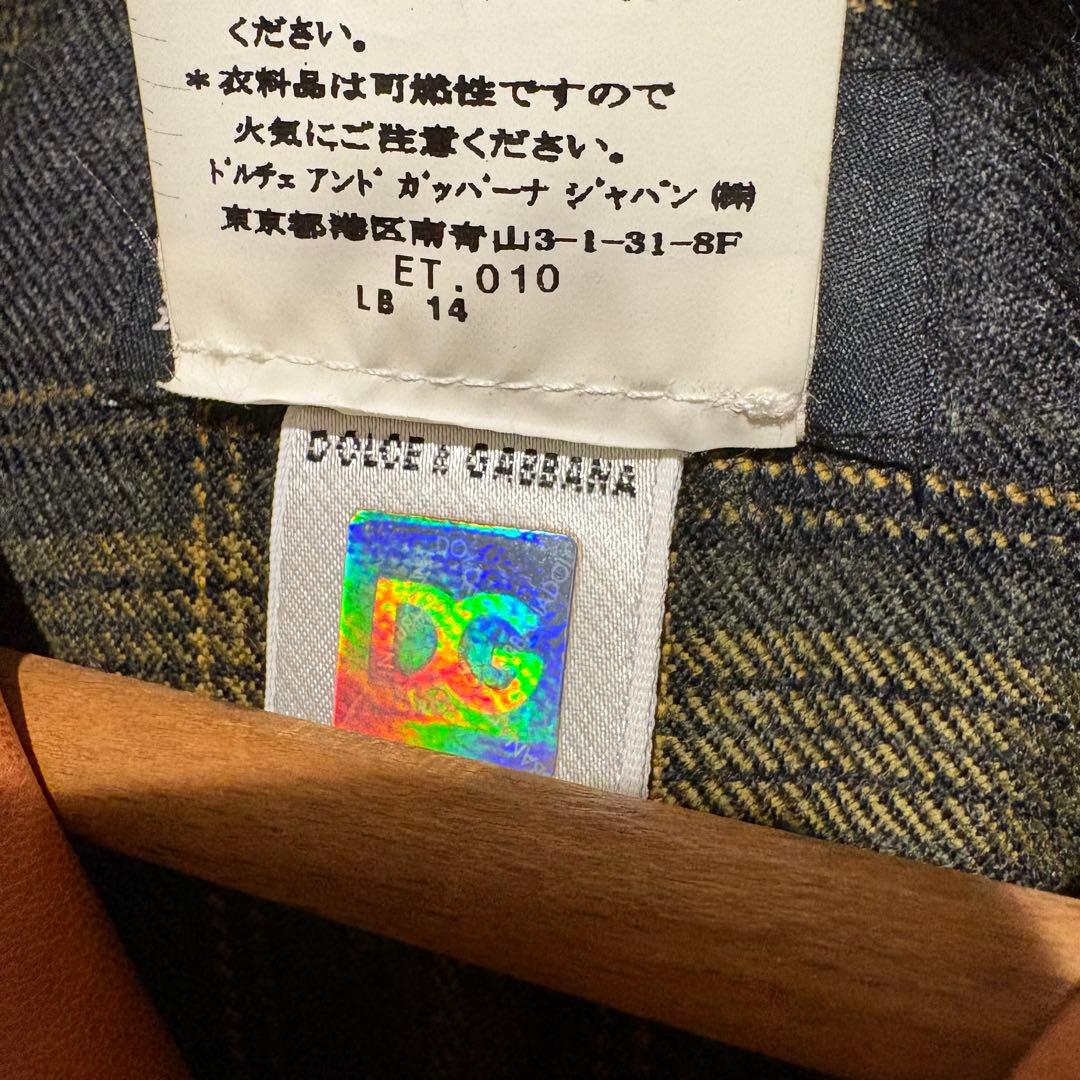 ください。
*衣料品は可燃性ですので
火気にご注意ください。
ドルチェ アンド ガッバーナ ジャパン ㈱
東京都港区南青山3-1-31-8F
ET.010
LB 14
DOLCE & GABBANA
DG